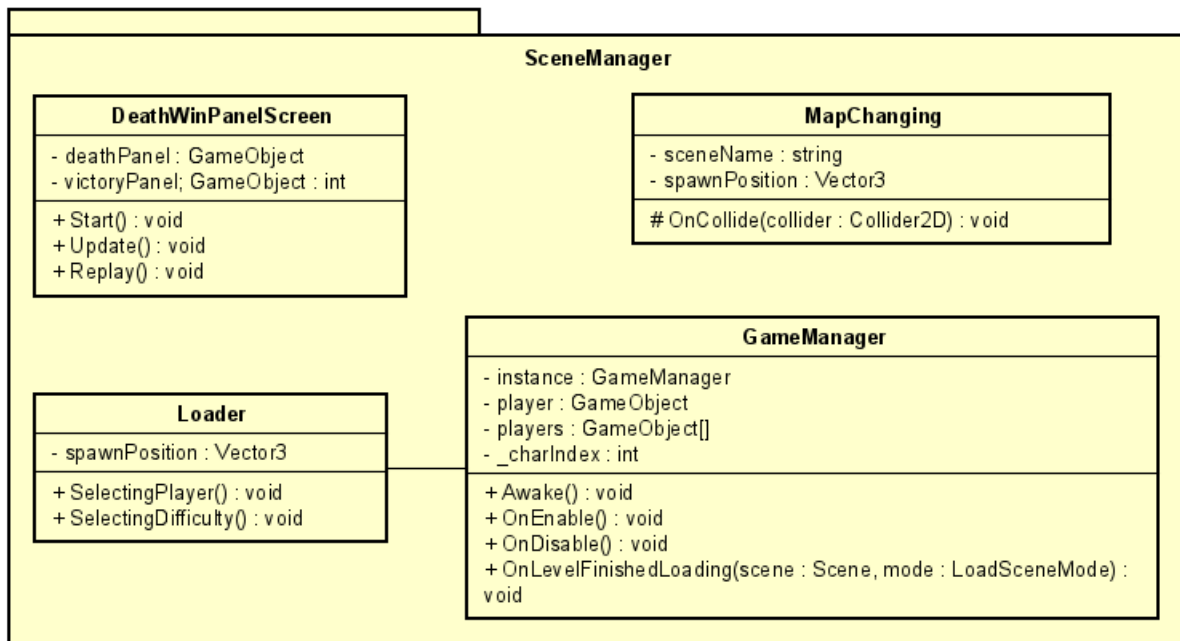 SceneManager
DeathWinPanelScreen
- deathPanel : GameObject
- victoryPanel; GameObject : int
+ Start() : void
+ Update() : void
+ Replay() : void
MapChanging
- sceneName : string
- spawnPosition : Vector3
# OnCollide(collider : Collider2D) : void
Loader
- spawnPosition : Vector3
+ SelectingPlayer() : void
+ SelectingDifficulty() : void
GameManager
- instance : GameManager
- player : GameObject
- players : GameObject[]
- _charIndex : int
+ Awake() : void
+ OnEnable() : void
+ OnDisable() : void
+ OnLevelFinishedLoading(scene : Scene, mode : LoadSceneMode) :
void